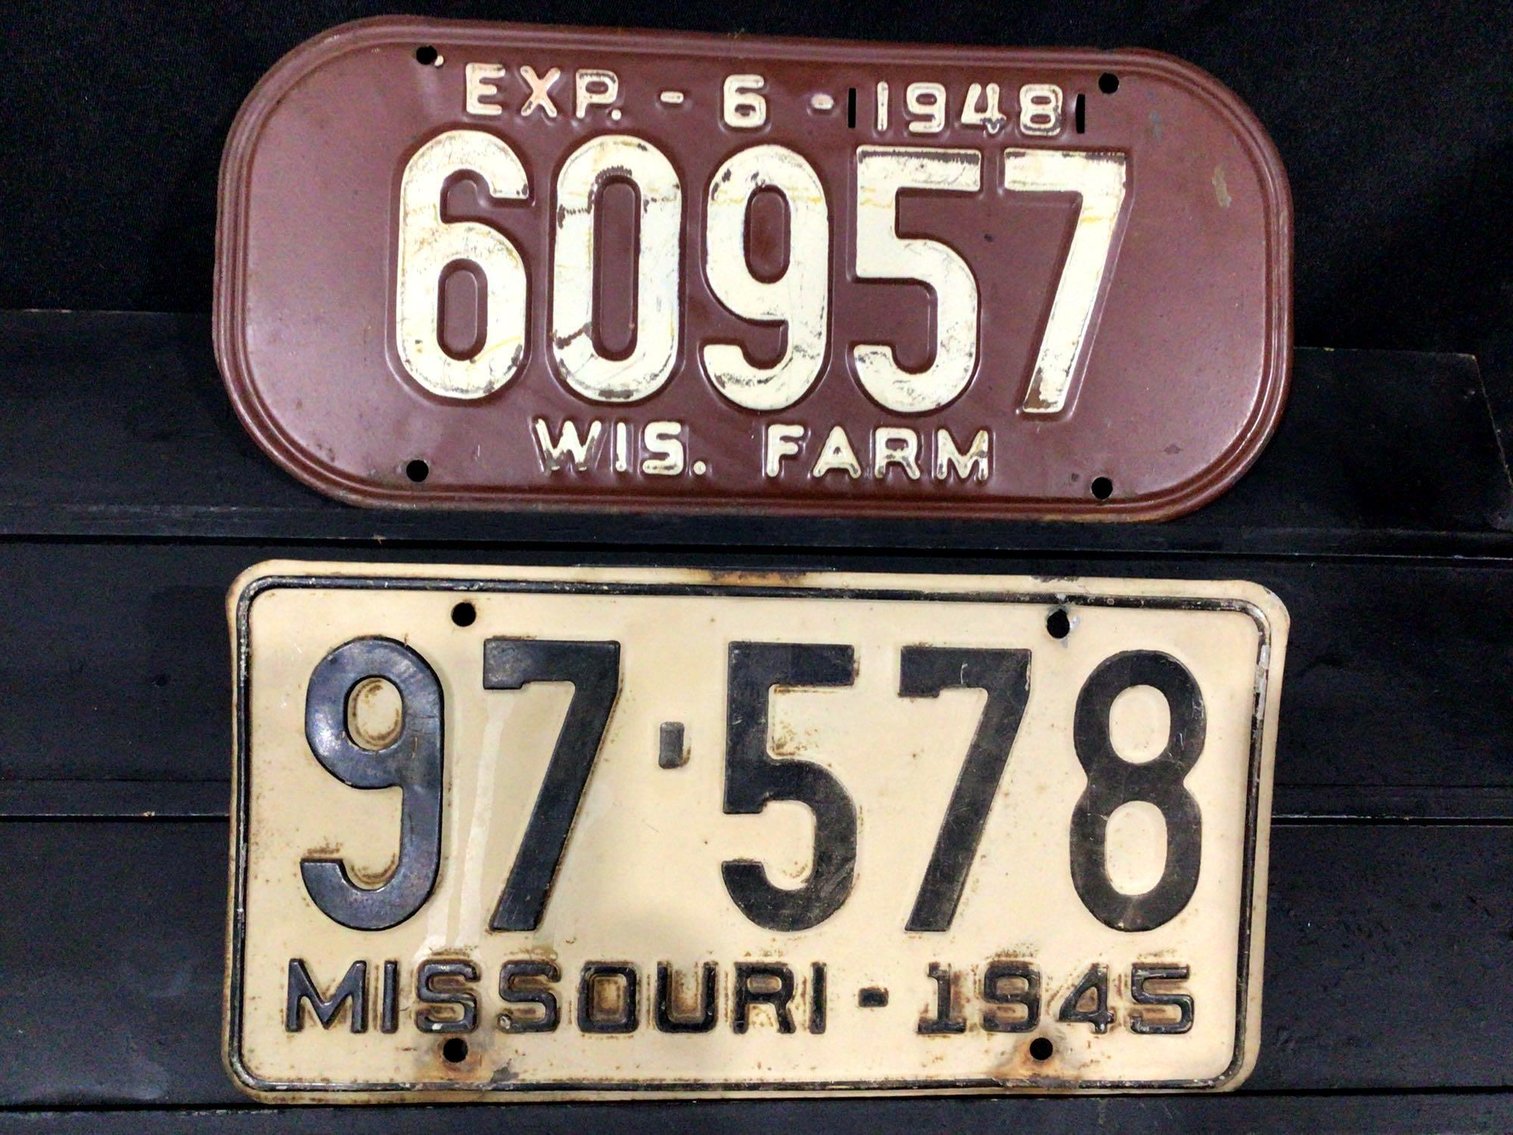 EXP. - 6 - 1948
60957
WIS. FARM
97·578
MISSOURI - 1945